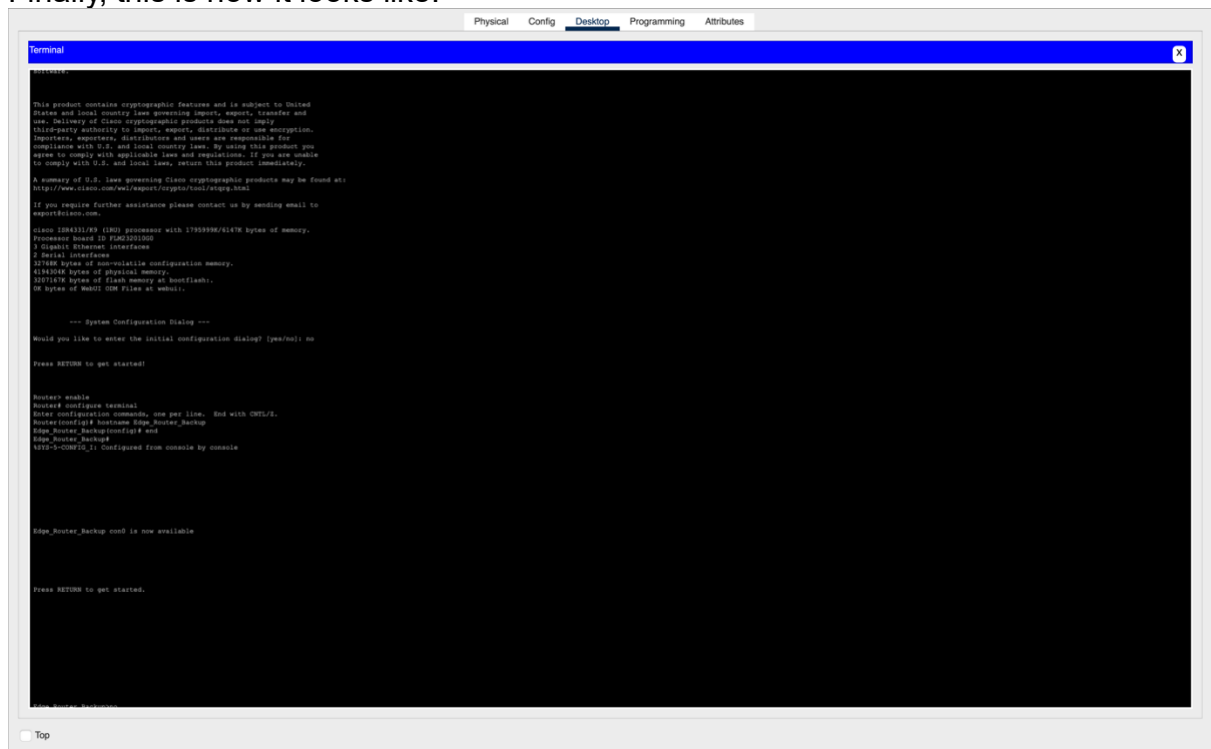 Finally, this is how it looks like:
Physical Config Desktop Programming Attributes
Terminal
X
software.
This product contains cryptographic features and is subject to United
States and local country laws governing import, export, transfer and
use. Delivery of Cisco cryptographic products does not imply
third-party authority to import, export, distribute or use encryption.
Importers, exporters, distributors and users are responsible for
compliance with U.S. and local country laws. By using this product you
agree to comply with applicable laws and regulations. If you are unable
to comply with U.S. and local laws, return this product immediately.
A summary of U.S. laws governing Cisco cryptographic products may be found at:
http://www.cisco.com/wwl/export/crypto/tool/stqrg.html
If you require further assistance please contact us by sending email to
export@cisco.com.
cisco ISR4331/K9 (1RU) processor with 1795999K/6147K bytes of memory.
Processor board ID FLM232010G0
3 Gigabit Ethernet interfaces
2 Serial interfaces
32768K bytes of non-volatile configuration memory.
4194304K bytes of physical memory.
3207167K bytes of flash memory at bootflash:.
0K bytes of WebUI ODM Files at webui:.
--- System Configuration Dialog ---
Would you like to enter the initial configuration dialog? [yes/no]: no
Press RETURN to get started!
Router> enable
Router# configure terminal
Enter configuration commands, one per line. End with CNTL/Z.
Router(config)# hostname Edge_Router_Backup
Edge_Router_Backup(config)# end
Edge_Router_Backup#
%SYS-5-CONFIG_I: Configured from console by console
Edge_Router_Backup con0 is now available
Press RETURN to get started.
Top